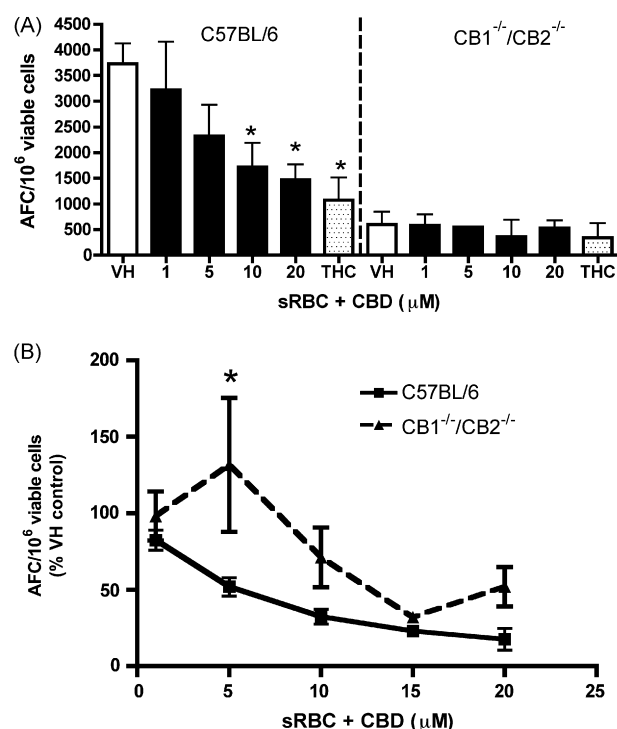 (A)
C57BL/6
CB1-/-/CB2-/-
AFC/10⁶ viable cells
4500
4000
3500
3000
2500
2000
1500
1000
500
0
* * *
VH 1 5 10 20 THC VH 1 5 10 20 THC
sRBC + CBD (μM)
(B)
AFC/10⁶ viable cells
(% VH control)
200
150
100
50
0
*
C57BL/6
CB1-/-/CB2-/-
0 5 10 15 20 25
sRBC + CBD (μM)